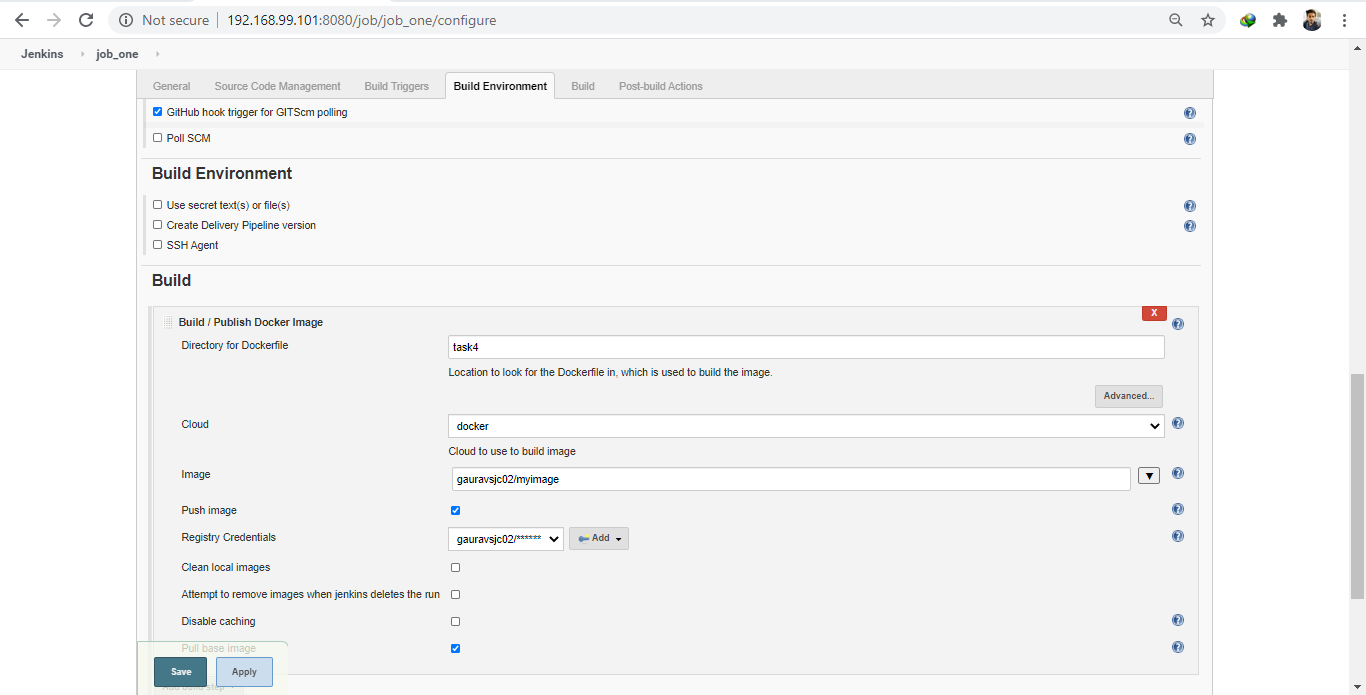 Not secure | 192.168.99.101:8080/job/job_one/configure
Jenkins job_one
General Source Code Management Build Triggers Build Environment Build Post-build Actions
GitHub hook trigger for GITScm polling
Poll SCM
Build Environment
Use secret text(s) or file(s)
Create Delivery Pipeline version
SSH Agent
Build
X
Build / Publish Docker Image
Directory for Dockerfile task4
Location to look for the Dockerfile in, which is used to build the image.
Advanced...
Cloud docker
Cloud to use to build image
Image gauravsjc02/myimage
Push image
Registry Credentials gauravsjc02/****** Add
Clean local images
Attempt to remove images when jenkins deletes the run
Disable caching
Pull base image
Save Apply
Add build step